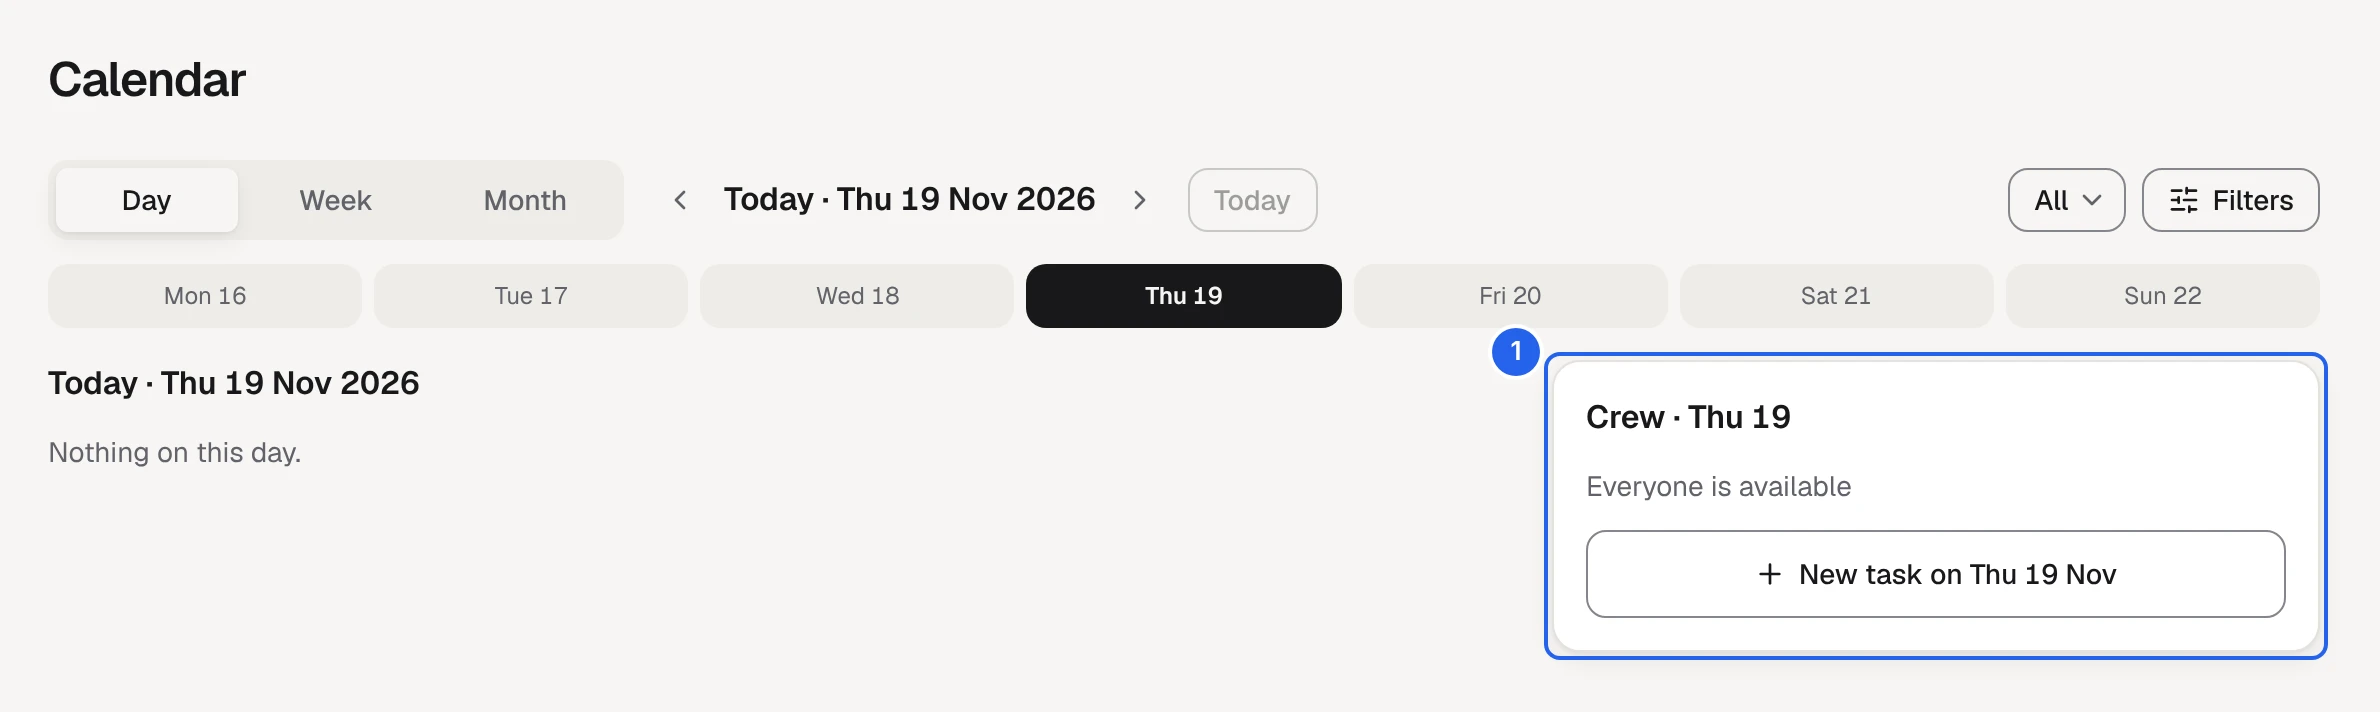 Calendar
Day Week Month Today · Thu 19 Nov 2026 Today All Filters
Mon 16 Tue 17 Wed 18 Thu 19 Fri 20 Sat 21 Sun 22
1
Today · Thu 19 Nov 2026
Nothing on this day.
Crew · Thu 19
Everyone is available
+ New task on Thu 19 Nov